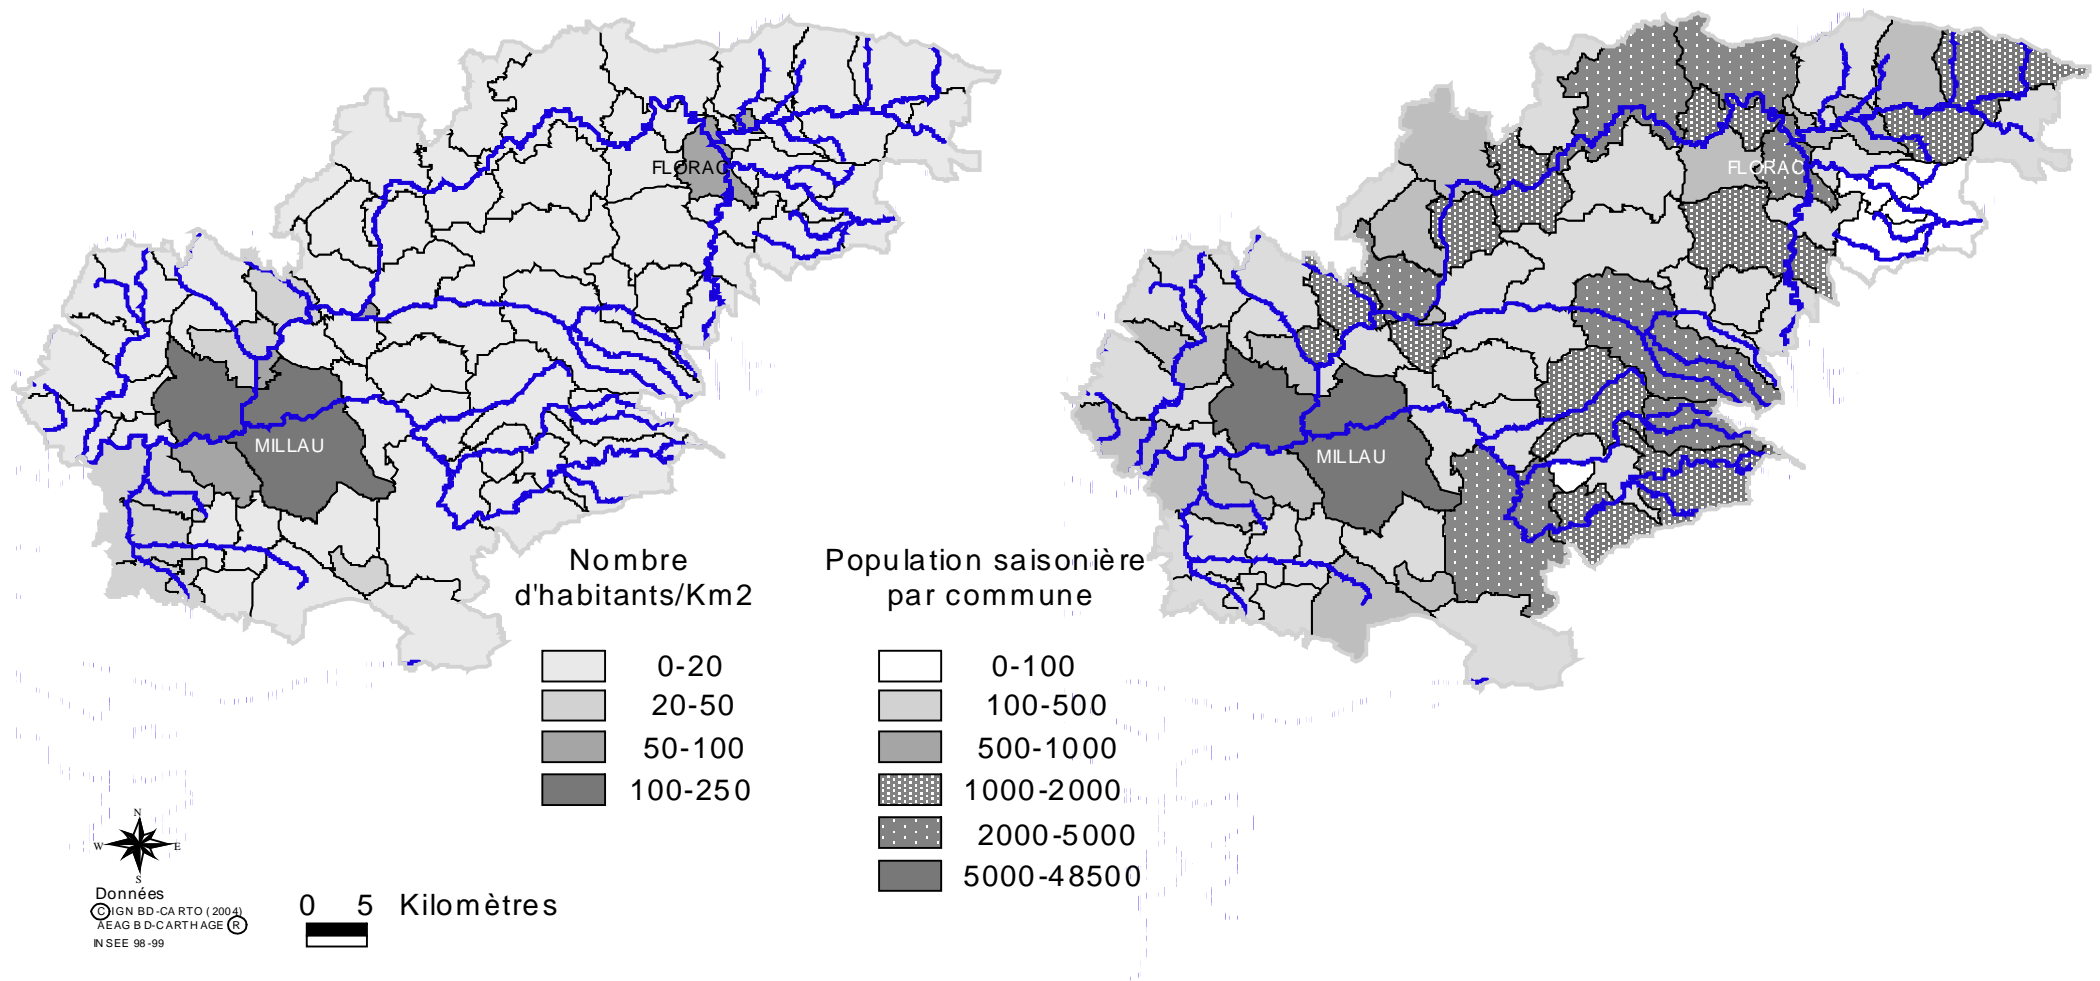 FLORAC
FLORAC
MILLAU
MILLAU
Nombre
d'habitants/Km2
0-20
20-50
50-100
100-250
Population saisonière
par commune
0-100
100-500
500-1000
1000-2000
2000-5000
5000-48500
N
W E
S
Données
C IGN BD-CARTO (2004)
AEAG BD-CARTHAGE R
INSEE 98-99
0 5 Kilomètres